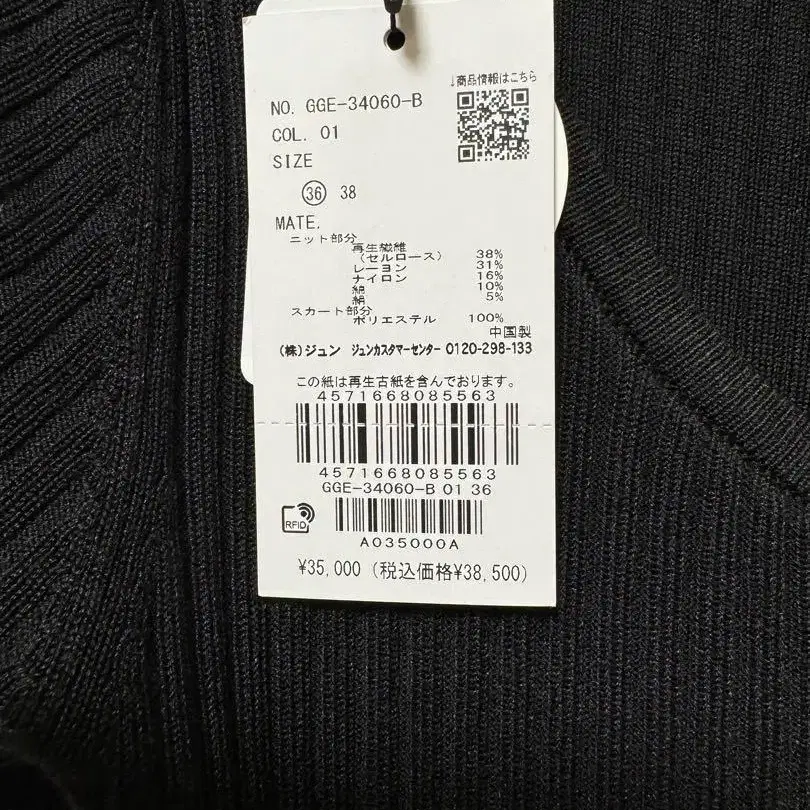 ↓商品情報はこちら
NO. GGE-34060-B
COL. 01
SIZE
36 38
MATE.
ニット部分
再生繊維
(セルロース) 38%
レーヨン 31%
ナイロン 16%
綿 10%
絹 5%
スカート部分
ポリエステル 100%
中国製
(株)ジュン ジュンカスタマーセンター 0120-298-133
この紙は再生古紙を含んでおります。
4571668085563
4571668085563
GGE-34060-B 01 36
RFID
A035000A
¥35,000 (税込価格¥38,500)